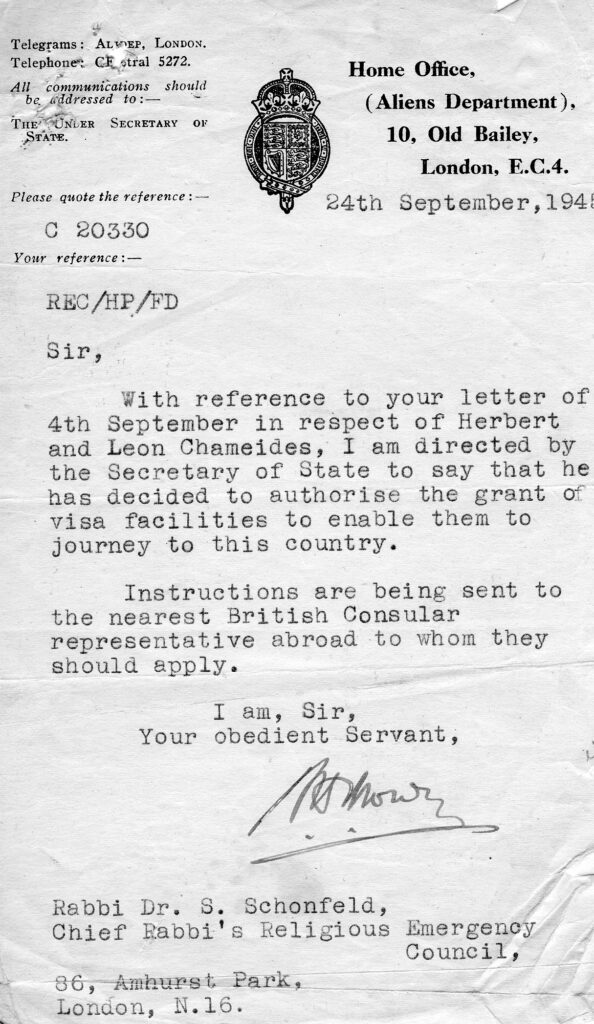 Telegrams: London.
Telephone: 5272.
All communications should
be addressed to:—
The Under Secretary of
State.
Home Office,
(Aliens Department),
10, Old Bailey,
London, E.C.4.
24th September, 194
Please quote the reference:—
C 20330
Your reference:—
REC/HP/FD
Sir,
With reference to your letter of
4th September in respect of Herbert
and Leon Chameides, I am directed by
the Secretary of State to say that he
has decided to authorise the grant of
visa facilities to enable them to
journey to this country.
Instructions are being sent to
the nearest British Consular
representative abroad to whom they
should apply.
I am, Sir,
Your obedient Servant,
Rabbi Dr. S. Schonfeld,
Chief Rabbi's Religious Emergency
Council,
86, Amhurst Park,
London, N.16.